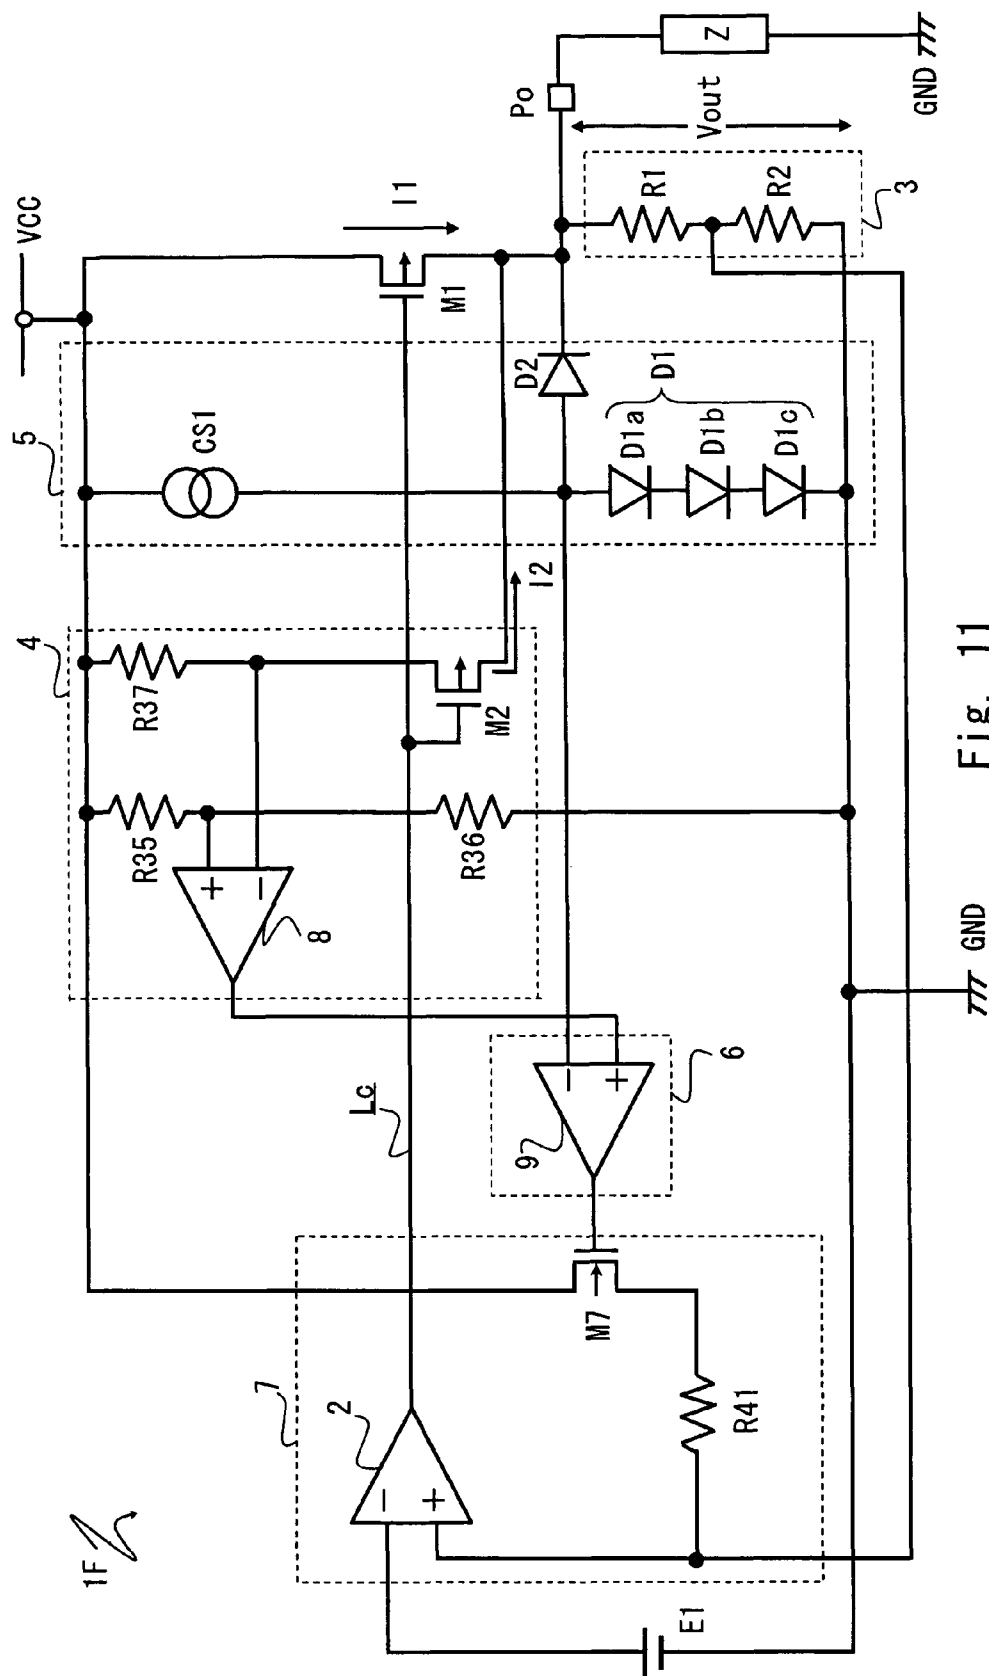 Fig. 11
1F
VCC
5
4
CS1
I1
R37
R35
M1
+
−
8
M2
I2
R36
Lc
D2
Po
Z
GND
Vout
D1
D1a
D1b
D1c
R1
R2
3
−
+
9
6
7
2
−
+
M7
R41
E1
GND